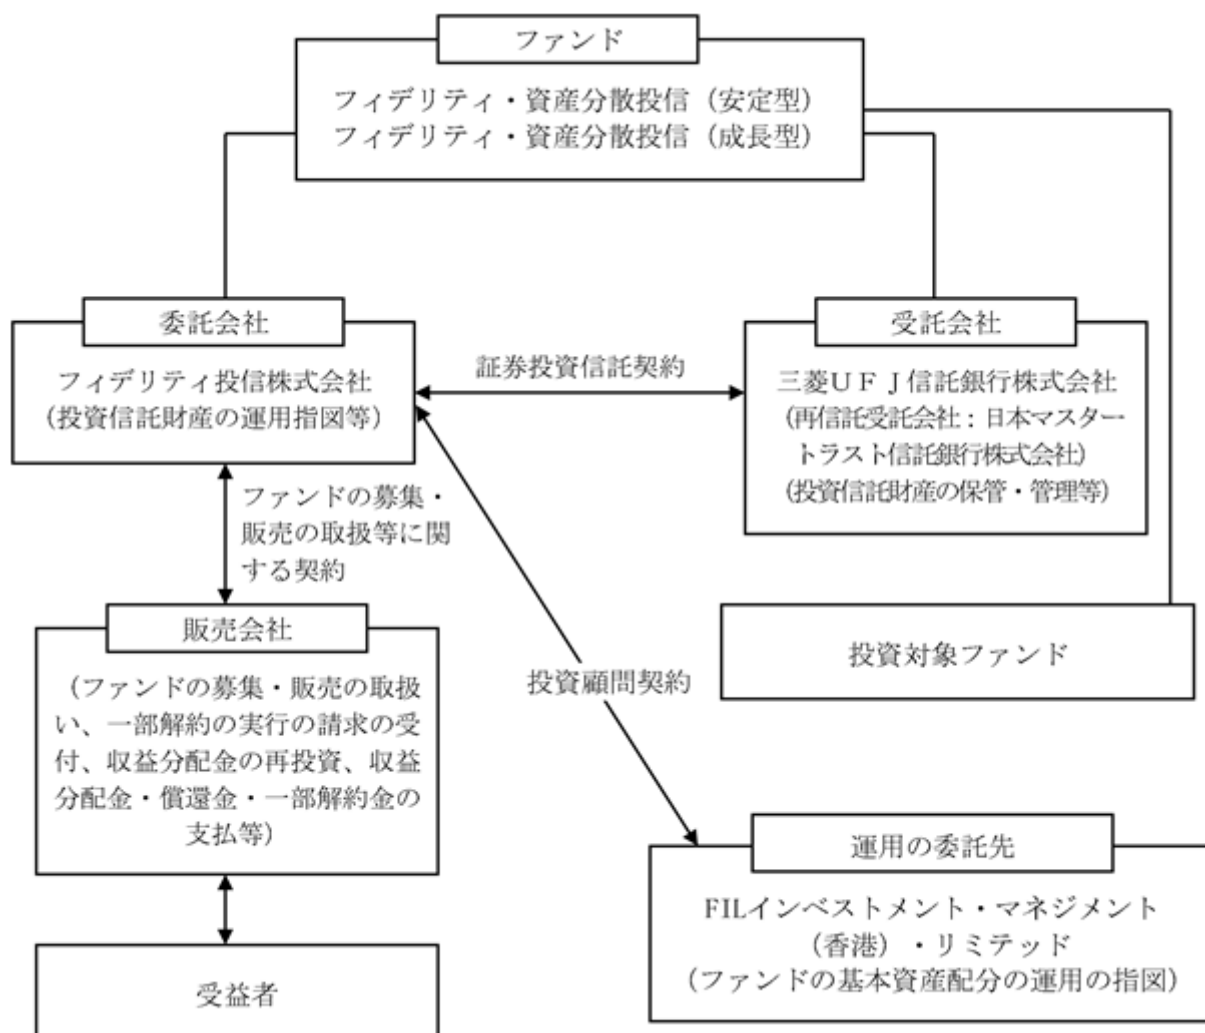 ファンド
フィデリティ・資産分散投信（安定型）
フィデリティ・資産分散投信（成長型）
委託会社
フィデリティ投信株式会社
（投資信託財産の運用指図等）
証券投資信託契約
受託会社
三菱ＵＦＪ信託銀行株式会社
（再信託受託会社：日本マスター
トラスト信託銀行株式会社）
（投資信託財産の保管・管理等）
ファンドの募集・
販売の取扱等に関
する契約
販売会社
（ファンドの募集・販売の取扱
い、一部解約の実行の請求の受
付、収益分配金の再投資、収益
分配金・償還金・一部解約金の
支払等）
投資顧問契約
投資対象ファンド
運用の委託先
FILインベストメント・マネジメント
（香港）・リミテッド
（ファンドの基本資産配分の運用の指図）
受益者